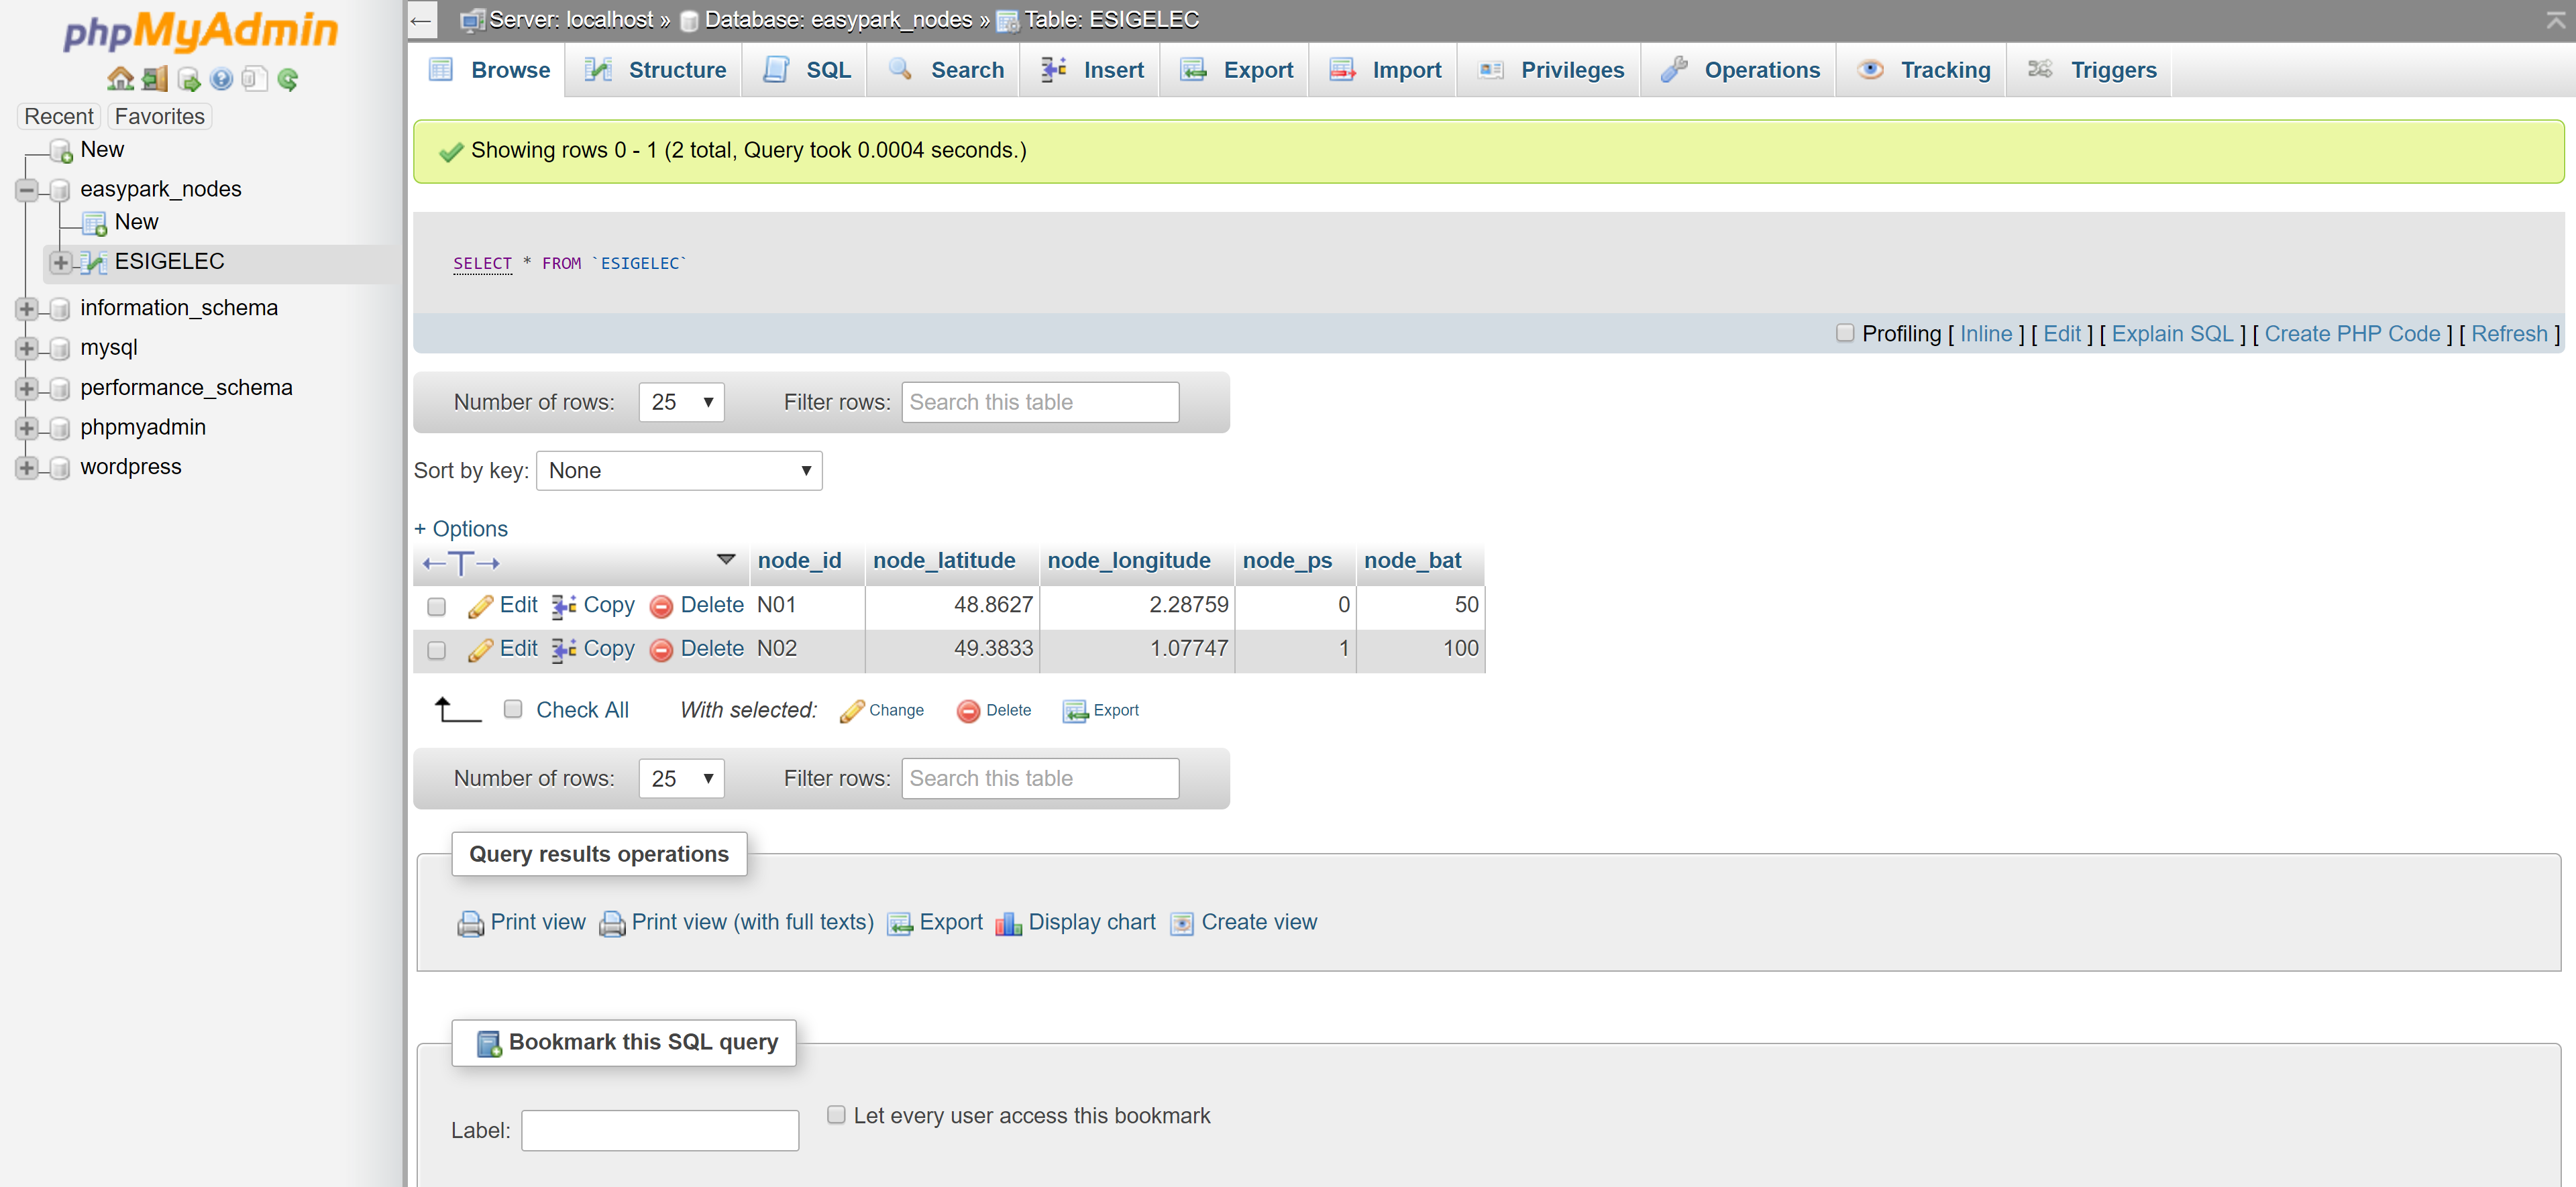 phpMyAdmin
Recent Favorites
New
easypark_nodes
New
ESIGELEC
information_schema
mysql
performance_schema
phpmyadmin
wordpress
Server: localhost » Database: easypark_nodes » Table: ESIGELEC
Browse Structure SQL Search Insert Export Import Privileges Operations Tracking Triggers
Showing rows 0 - 1 (2 total, Query took 0.0004 seconds.)
SELECT * FROM `ESIGELEC`
Profiling [ Inline ] [ Edit ] [ Explain SQL ] [ Create PHP Code ] [ Refresh ]
Number of rows: 25 Filter rows: Search this table
Sort by key: None
+ Options
node_id node_latitude node_longitude node_ps node_bat
Edit Copy Delete N01 48.8627 2.28759 0 50
Edit Copy Delete N02 49.3833 1.07747 1 100
Check All With selected: Change Delete Export
Number of rows: 25 Filter rows: Search this table
Query results operations
Print view Print view (with full texts) Export Display chart Create view
Bookmark this SQL query
Label: Let every user access this bookmark